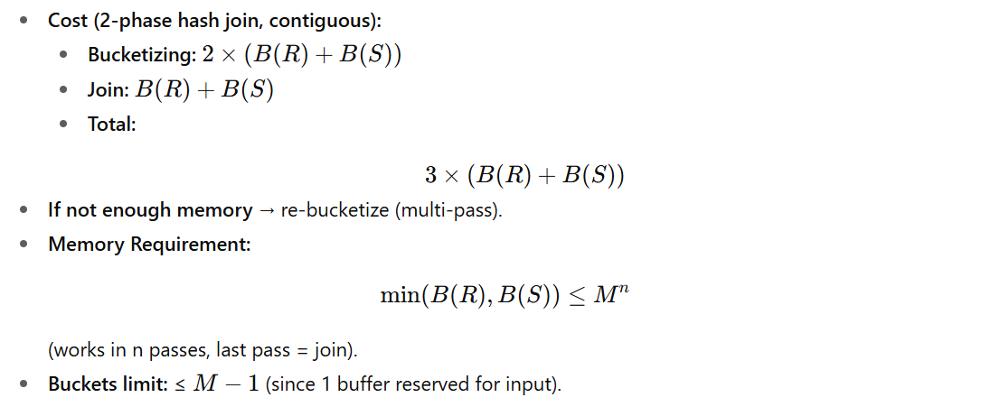 • Cost (2-phase hash join, contiguous):
• Bucketizing: 2 × (B(R) + B(S))
• Join: B(R) + B(S)
• Total:
3 × (B(R) + B(S))
• If not enough memory → re-bucketize (multi-pass).
• Memory Requirement:
min(B(R), B(S)) ≤ Mⁿ
(works in n passes, last pass = join).
• Buckets limit: ≤ M − 1 (since 1 buffer reserved for input).